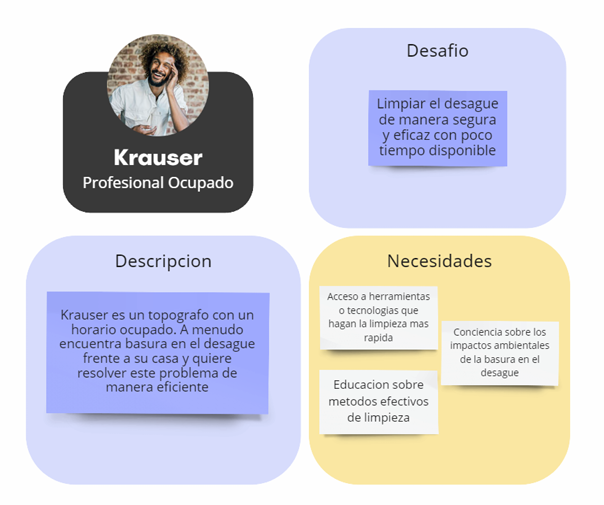 Krauser
Profesional Ocupado
Desafio
Limpiar el desague
de manera segura
y eficaz con poco
tiempo disponible
Descripcion
Krauser es un topografo con un
horario ocupado. A menudo
encuentra basura en el desague
frente a su casa y quiere
resolver este problema de
manera eficiente
Necesidades
Acceso a herramientas
o tecnologias que
hagan la limpieza mas
rapida
Conciencia sobre los
impactos ambientales
de la basura en el
desague
Educacion sobre
metodos efectivos
de limpieza